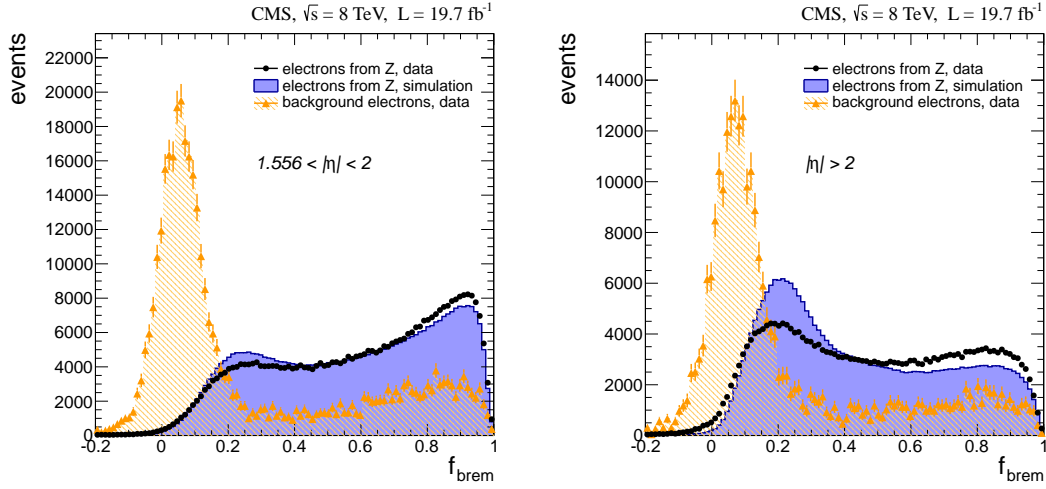 CMS, √s = 8 TeV, L = 19.7 fb⁻¹
events
22000
20000
18000
16000
14000
12000
10000
8000
6000
4000
2000
0
electrons from Z, data
electrons from Z, simulation
background electrons, data
1.556 < |η| < 2
-0.2 0 0.2 0.4 0.6 0.8 1
f_brem
CMS, √s = 8 TeV, L = 19.7 fb⁻¹
events
14000
12000
10000
8000
6000
4000
2000
0
electrons from Z, data
electrons from Z, simulation
background electrons, data
|η| > 2
-0.2 0 0.2 0.4 0.6 0.8 1
f_brem